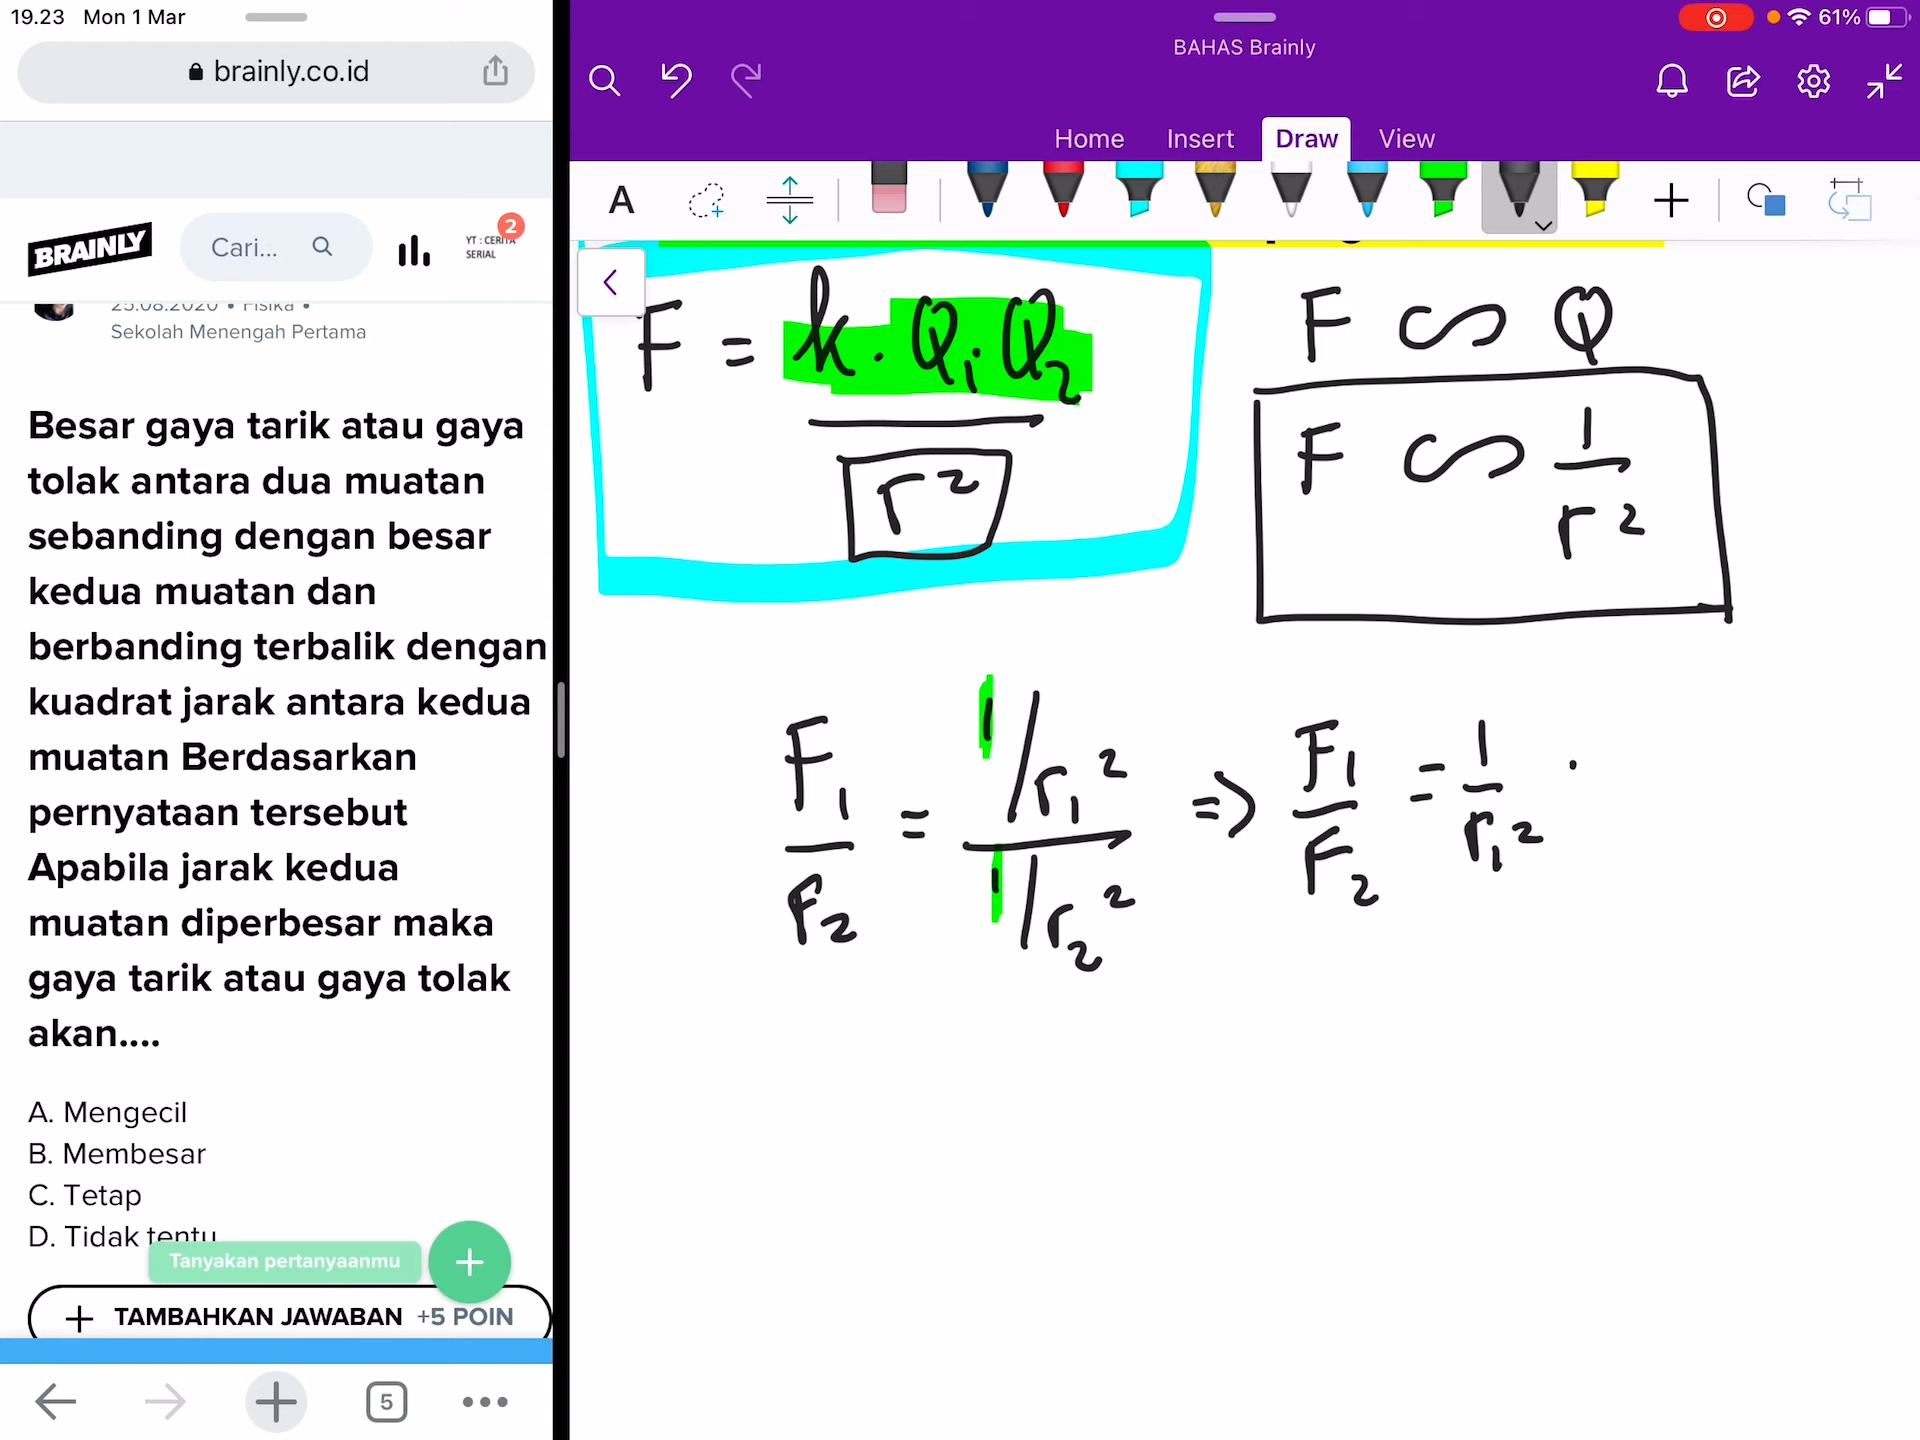 19.23 Mon 1 Mar
brainly.co.id
BRAINLY
Cari...
YT : CERITA
SERIAL
2
25.08.2020 • Fisika •
Sekolah Menengah Pertama
Besar gaya tarik atau gaya
tolak antara dua muatan
sebanding dengan besar
kedua muatan dan
berbanding terbalik dengan
kuadrat jarak antara kedua
muatan Berdasarkan
pernyataan tersebut
Apabila jarak kedua
muatan diperbesar maka
gaya tarik atau gaya tolak
akan....
A. Mengecil
B. Membesar
C. Tetap
D. Tidak tentu
Tanyakan pertanyaanmu
+
+ TAMBAHKAN JAWABAN +5 POIN
5
61%
BAHAS Brainly
Home Insert Draw View
A
F = k . Q₁ . Q₂ / r²
F ∽ Q
F ∽ 1/r²
F₁/F₂ = (1/r₁²)/(1/r₂²) => F₁/F₂ = 1/r₁² .